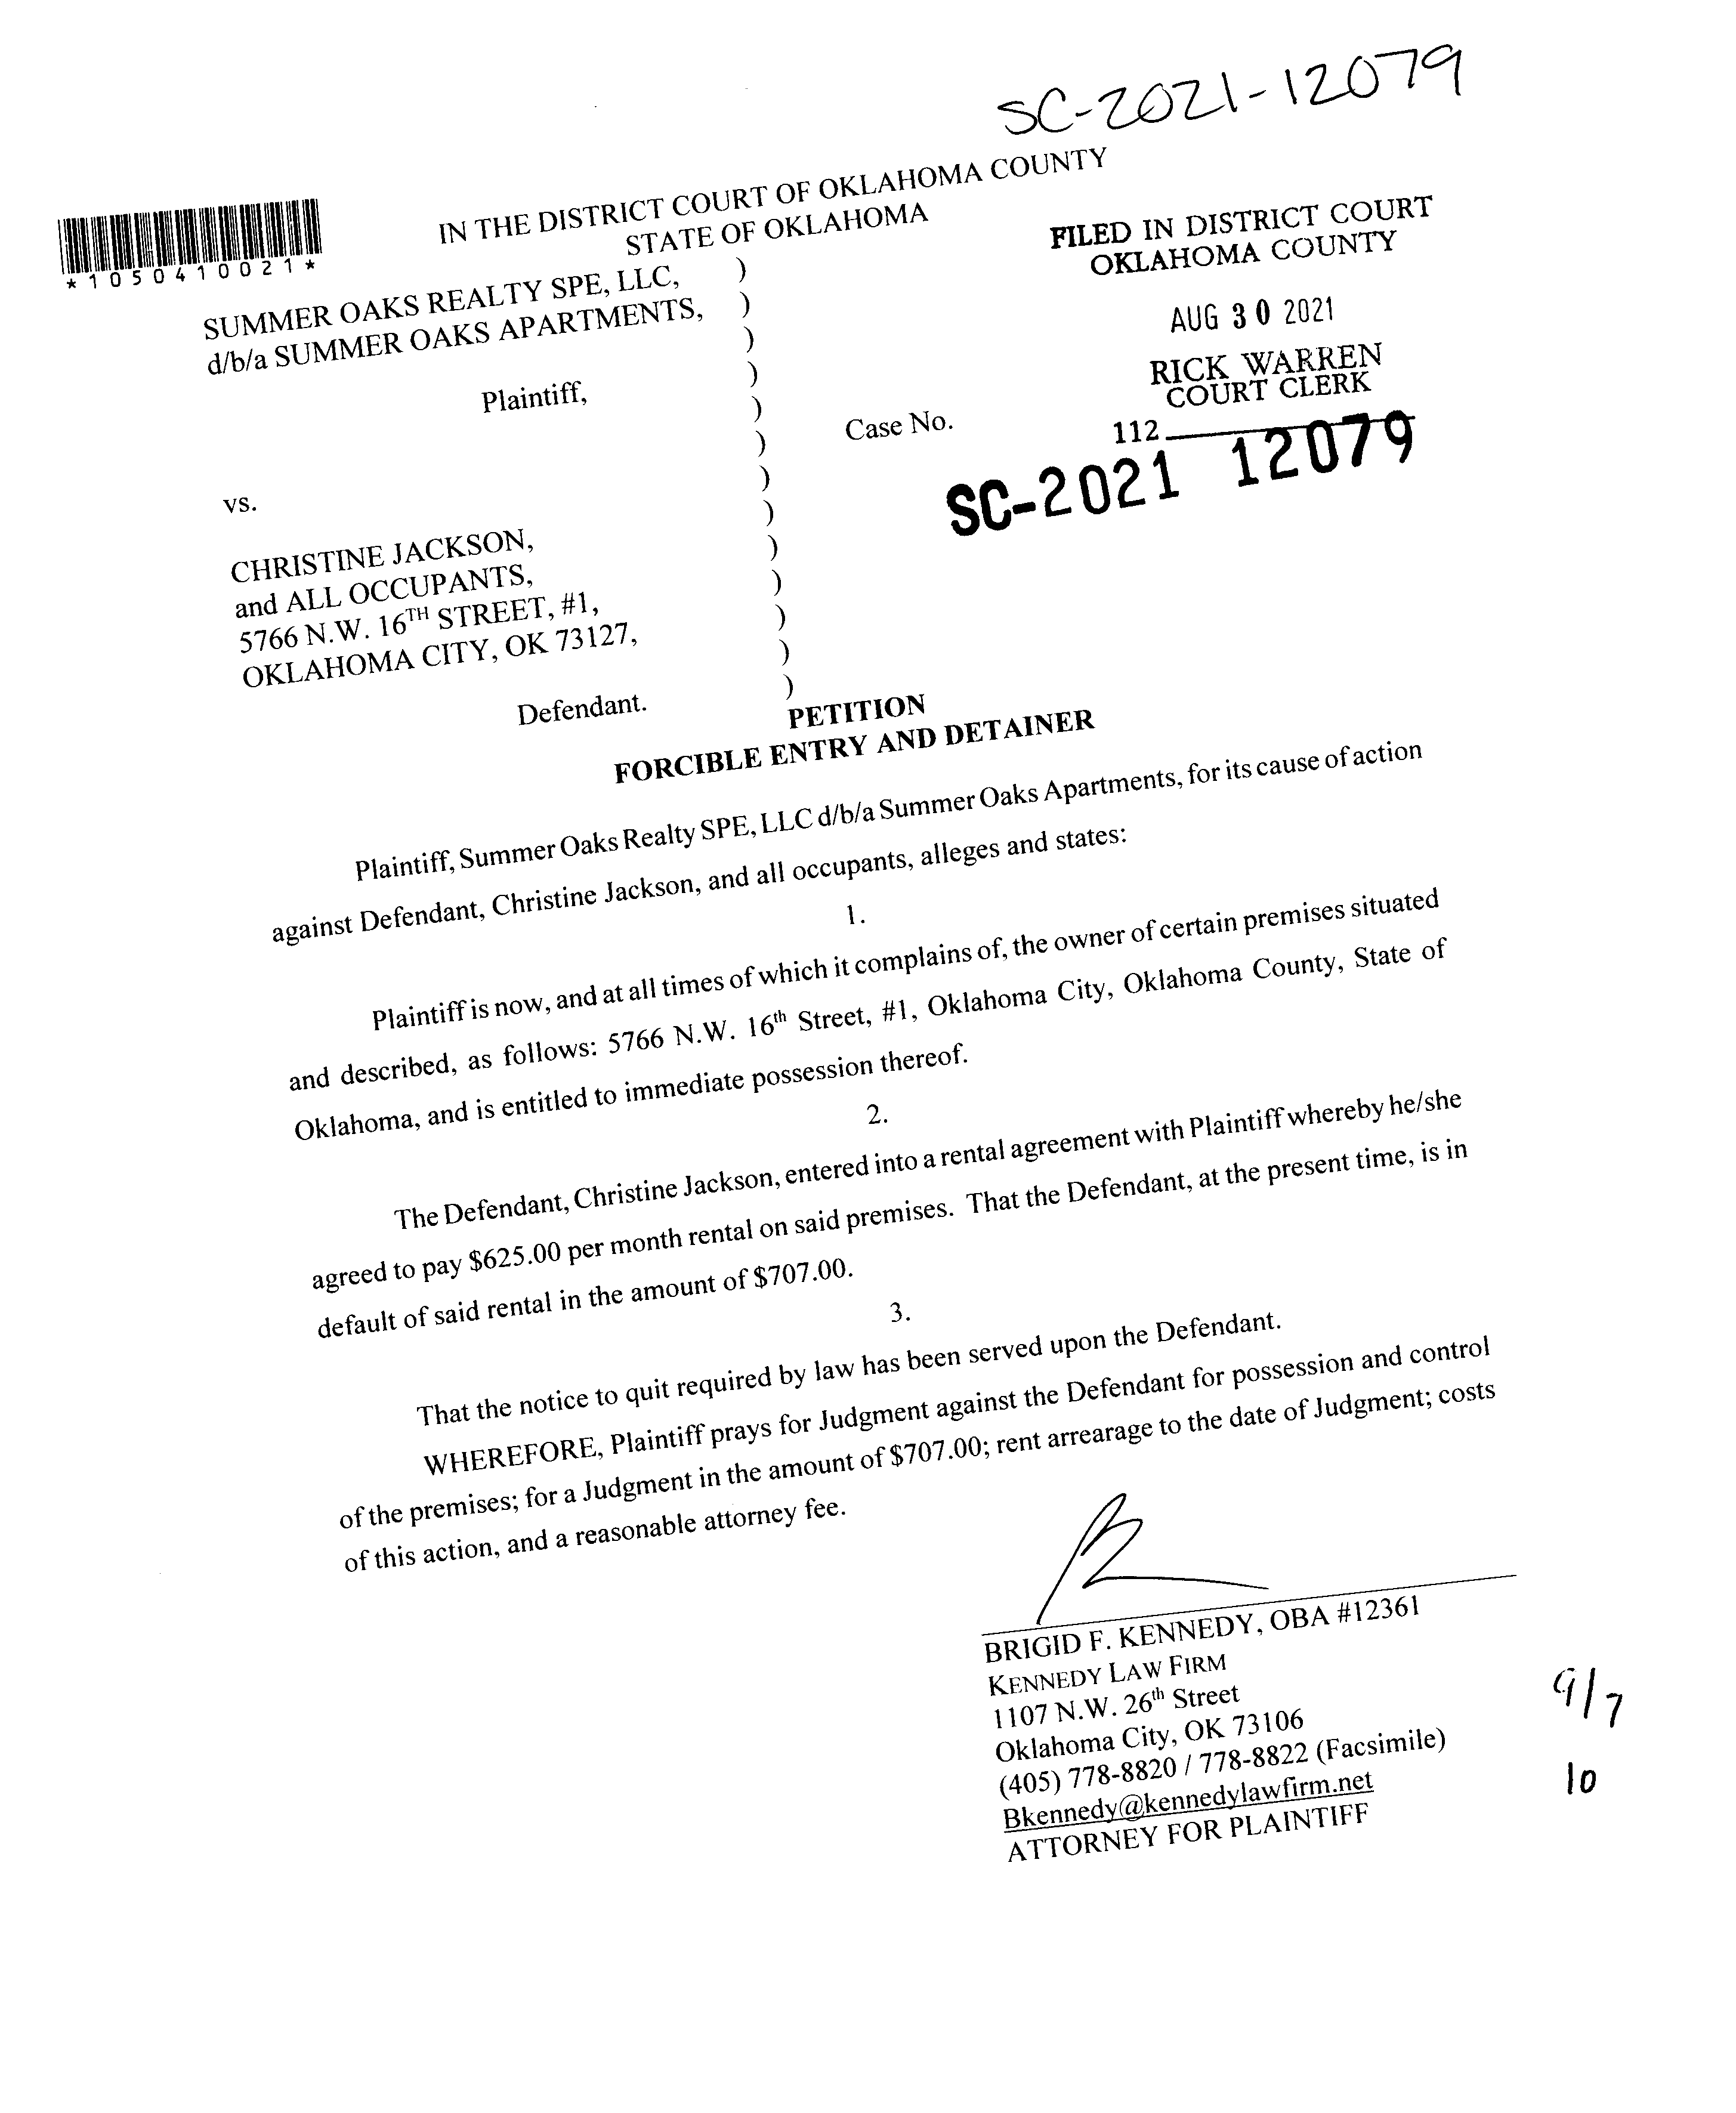 SC-2021-12079
IN THE DISTRICT COURT OF OKLAHOMA COUNTY
STATE OF OKLAHOMA
*1050410021*
FILED IN DISTRICT COURT
OKLAHOMA COUNTY
AUG 30 2021
RICK WARREN
COURT CLERK
112
SUMMER OAKS REALTY SPE, LLC, )
d/b/a SUMMER OAKS APARTMENTS, )
)
Plaintiff, )
)
Case No.
SC-2021 12079
)
)
vs. )
)
CHRISTINE JACKSON, )
and ALL OCCUPANTS, )
5766 N.W. 16TH STREET, #1, )
OKLAHOMA CITY, OK 73127, )
Defendant.
PETITION
FORCIBLE ENTRY AND DETAINER
Plaintiff, Summer Oaks Realty SPE, LLC d/b/a Summer Oaks Apartments, for its cause of action
against Defendant, Christine Jackson, and all occupants, alleges and states:
1.
Plaintiff is now, and at all times of which it complains of, the owner of certain premises situated
and described, as follows: 5766 N.W. 16th Street, #1, Oklahoma City, Oklahoma County, State of
Oklahoma, and is entitled to immediate possession thereof.
2.
The Defendant, Christine Jackson, entered into a rental agreement with Plaintiff whereby he/she
agreed to pay $625.00 per month rental on said premises. That the Defendant, at the present time, is in
default of said rental in the amount of $707.00.
3.
That the notice to quit required by law has been served upon the Defendant.
WHEREFORE, Plaintiff prays for Judgment against the Defendant for possession and control
of the premises; for a Judgment in the amount of $707.00; rent arrearage to the date of Judgment; costs
of this action, and a reasonable attorney fee.
BRIGID F. KENNEDY, OBA #12361
KENNEDY LAW FIRM
1107 N.W. 26th Street
Oklahoma City, OK 73106
(405) 778-8820 / 778-8822 (Facsimile)
Bkennedy@kennedylawfirm.net
ATTORNEY FOR PLAINTIFF
9/7
10